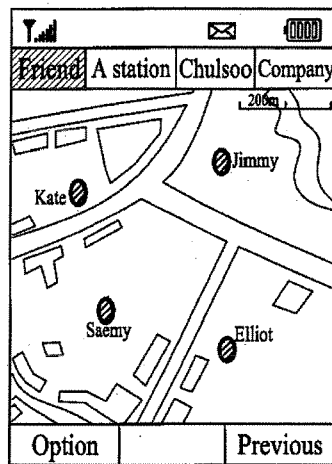 Friend A station Chulsoo Company
200m
Jimmy
Kate
Saemy
Elliot
Option Previous